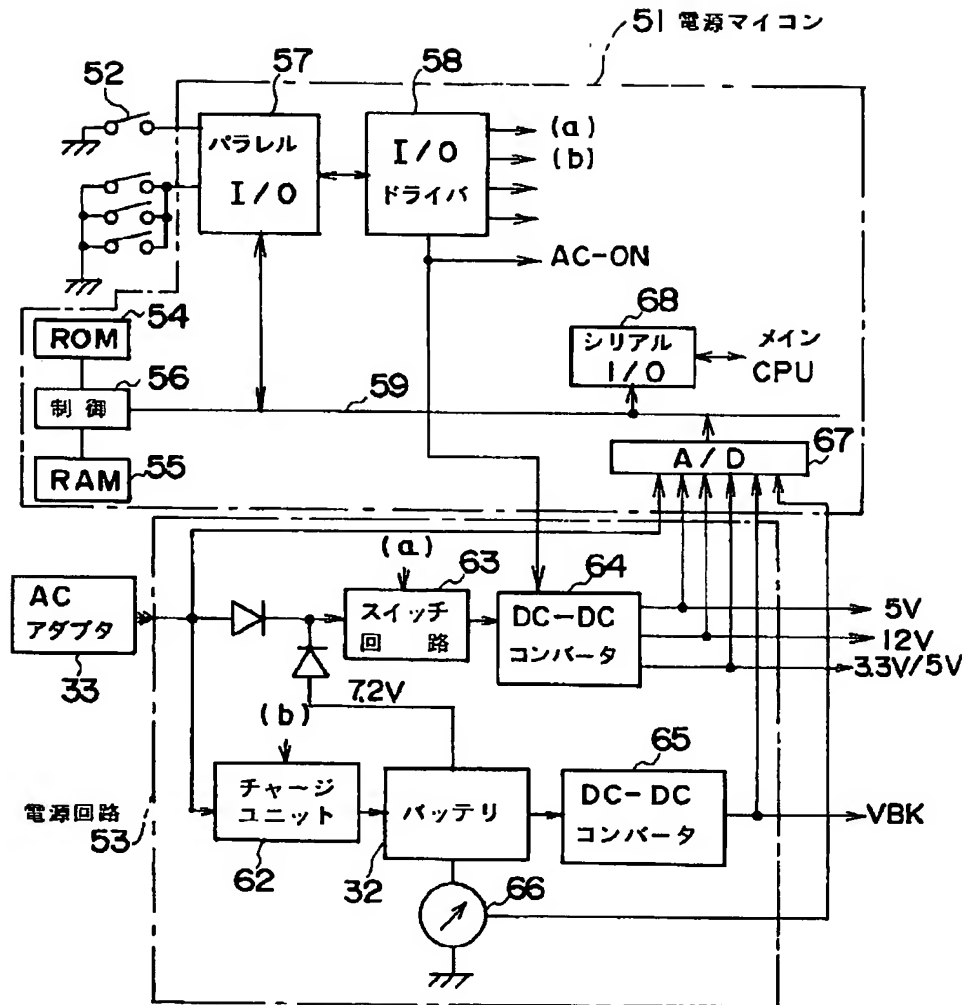 51 電源マイコン
57
58
52
パラレル
I/O
I/O
ドライバ
(a)
(b)
AC-ON
54
ROM
56
制御
59
RAM
55
68
シリアル
I/O
メイン
CPU
A/D
67
(a)
63
64
AC
アダプタ
33
スイッチ
回路
DC-DC
コンバータ
5V
12V
3.3V/5V
7.2V
(b)
65
チャージ
ユニット
62
バッテリ
32
DC-DC
コンバータ
VBK
電源回路
53
66